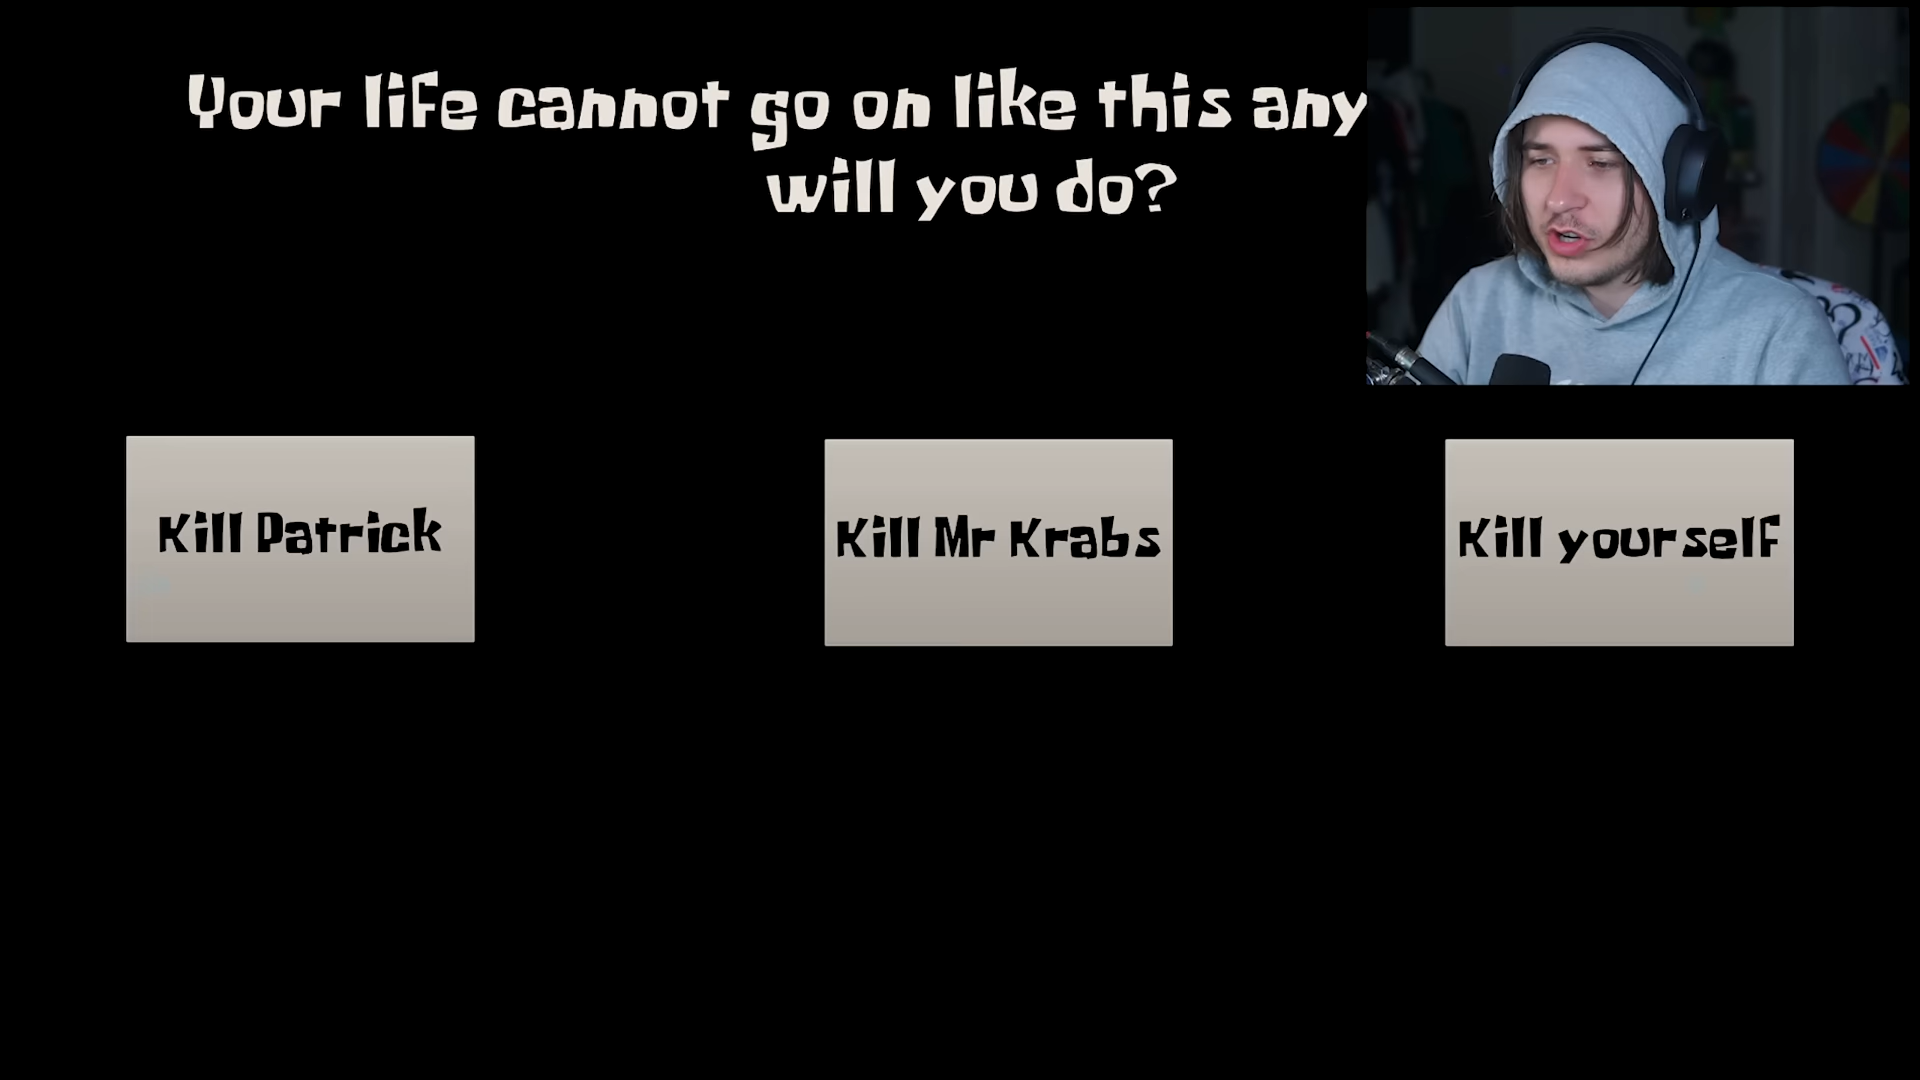 Your life cannot go on like this any
will you do?
Kill Patrick
Kill Mr Krabs
Kill yourself